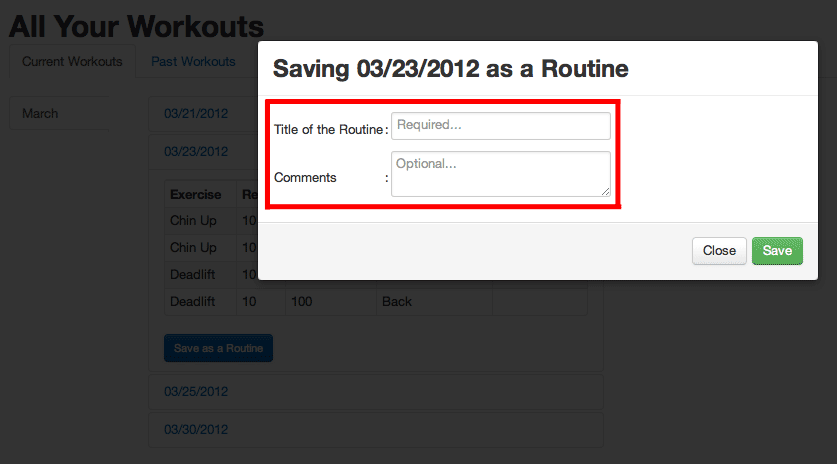 All Your Workouts
Current Workouts Past Workouts
Saving 03/23/2012 as a Routine
March
03/21/2012
Title of the Routine : Required...
03/23/2012
Comments : Optional...
Exercise
Chin Up 10
Chin Up 10
Deadlift 10
Deadlift 10 100 Back
Close Save
Save as a Routine
03/25/2012
03/30/2012